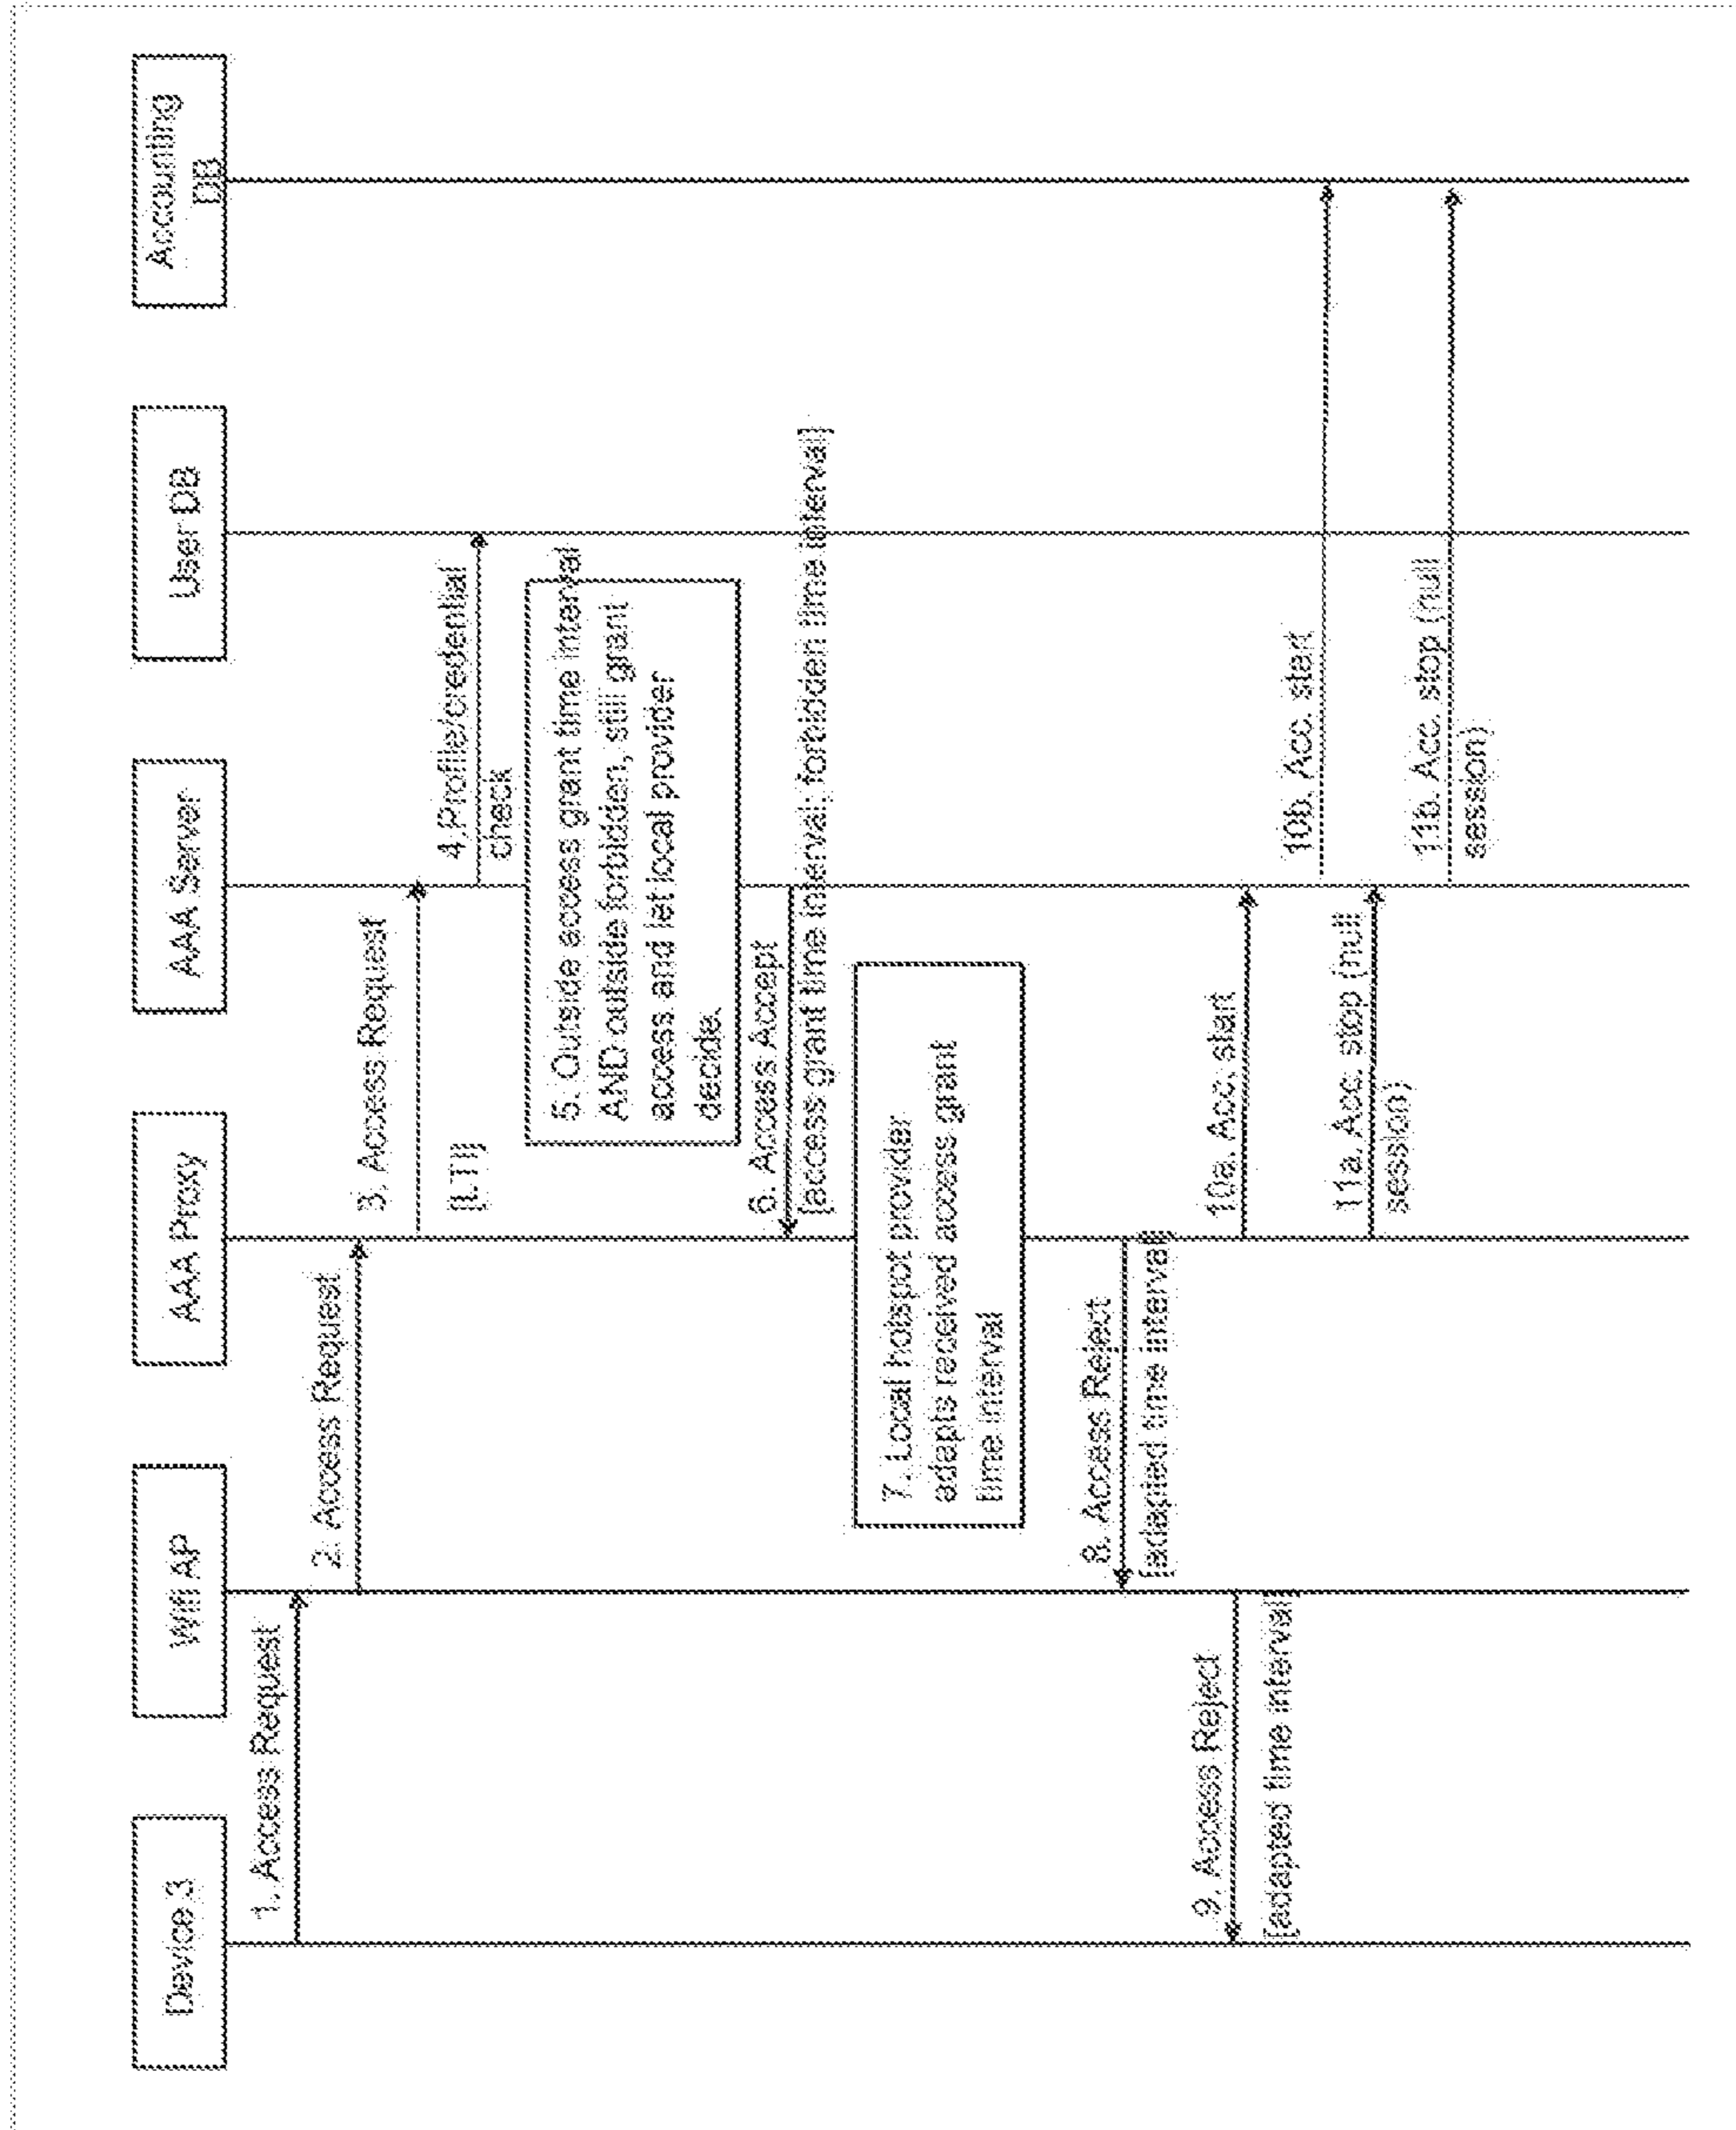 Device 3
Wifi AP
AAA Proxy
AAA Server
User DB
Accounting
DB
1. Access Request
2. Access Request
3. Access Request
[LTI]
4.Profile/credential
check
5. Outside access grant time interval
AND outside forbidden, still grant
access and let local provider
decide.
6. Access Accept
[access grant time interval; forbidden time interval]
7. Local hotspot provider
adapts received access grant
time interval
8. Access Reject
[adapted time interval]
9. Access Reject
[adapted time interval]
10a. Acc. start
10b. Acc. start
11a. Acc. stop (null
session)
11b. Acc. stop (null
session)